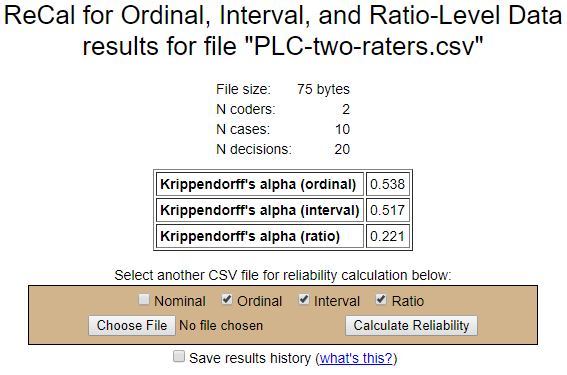 ReCal for Ordinal, Interval, and Ratio-Level Data
results for file "PLC-two-raters.csv"
File size: 75 bytes
N coders: 2
N cases: 10
N decisions: 20
Krippendorff's alpha (ordinal) 0.538
Krippendorff's alpha (interval) 0.517
Krippendorff's alpha (ratio) 0.221
Select another CSV file for reliability calculation below:
Nominal Ordinal Interval Ratio
Choose File No file chosen Calculate Reliability
Save results history (what's this?)